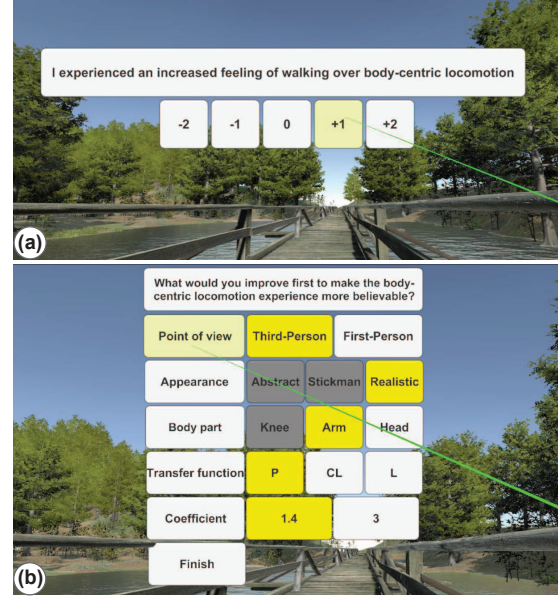 I experienced an increased feeling of walking over body-centric locomotion
-2 -1 0 +1 +2
(a)
What would you improve first to make the body-
centric locomotion experience more believable?
Point of view Third-Person First-Person
Appearance Abstract Stickman Realistic
Body part Knee Arm Head
Transfer function P CL L
Coefficient 1.4 3
Finish
(b)